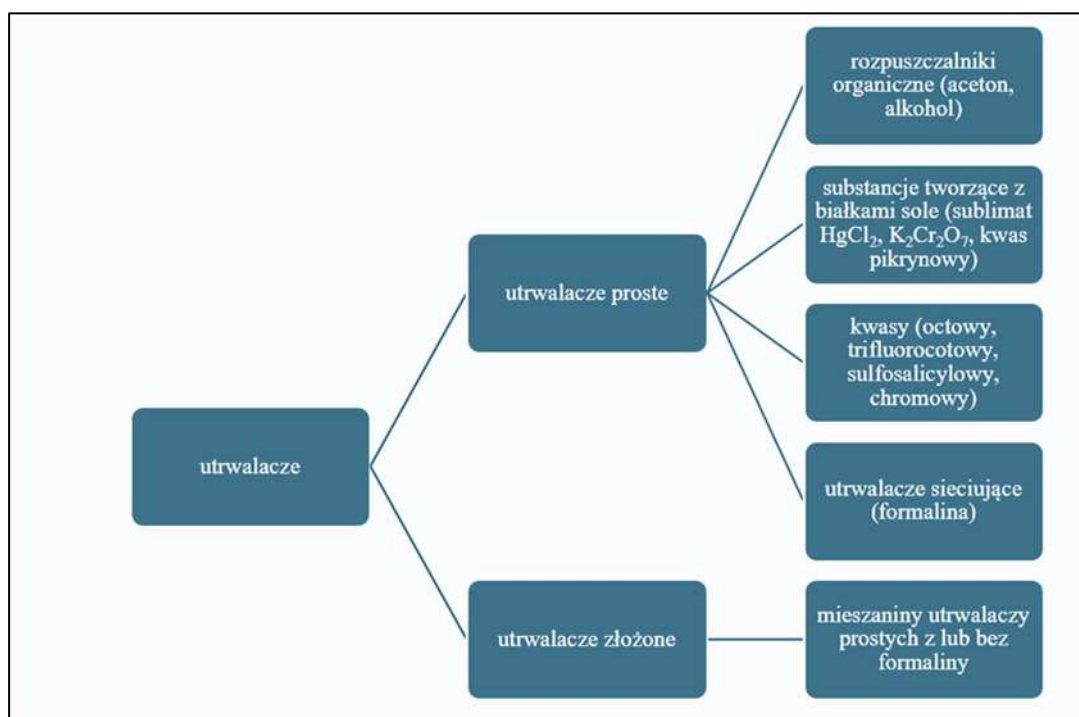 utrwalacze
utrwalacze proste
rozpuszczalniki
organiczne (aceton,
alkohol)
substancje tworzące z
białkami sole (sublimat
HgCl₂, K₂Cr₂O₇, kwas
pikrynowy)
kwasy (octowy,
trifluorocotowy,
sulfosalicylowy,
chromowy)
utrwalacze sieciujące
(formalina)
utrwalacze złożone
mieszaniny utrwalaczy
prostych z lub bez
formaliny